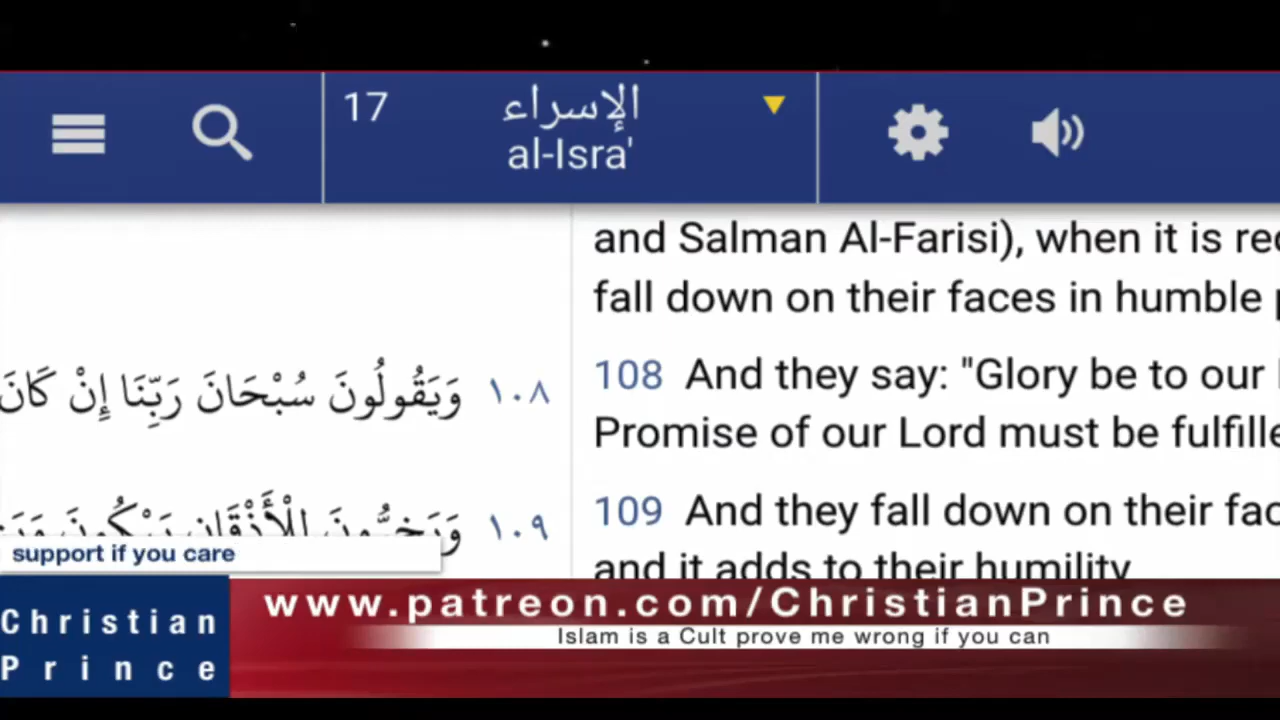 17
الإسراء
al-Isra'
and Salman Al-Farisi), when it is
fall down on their faces in humble
١٠٨ وَيَقُولُونَ سُبْحَانَ رَبِّنَا إِنْ كَانَ
108 And they say: "Glory be to our
Promise of our Lord must be fulfille
١٠٩ وَيَخِرُّونَ لِلْأَذْقَانِ يَبْكُونَ
109 And they fall down on their fac
and it adds to their humility
support if you care
Christian
Prince
www.patreon.com/ChristianPrince
Islam is a Cult prove me wrong if you can